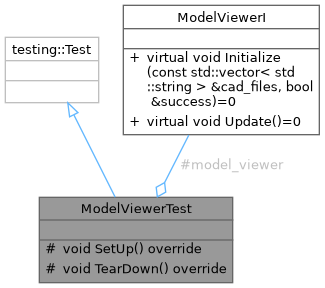 ModelViewerI
+ virtual void Initialize
(const std::vector< std
::string > &cad_files, bool
&success)=0
+ virtual void Update()=0
testing::Test
#model_viewer
ModelViewerTest
# void SetUp() override
# void TearDown() override